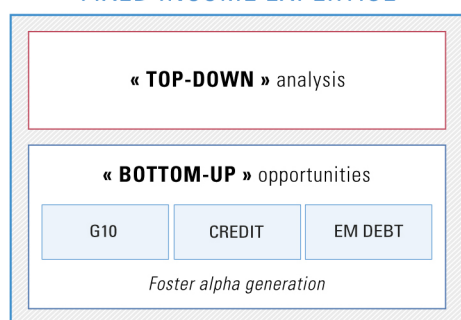 « TOP-DOWN » analysis
« BOTTOM-UP » opportunities
G10
CREDIT
EM DEBT
Foster alpha generation